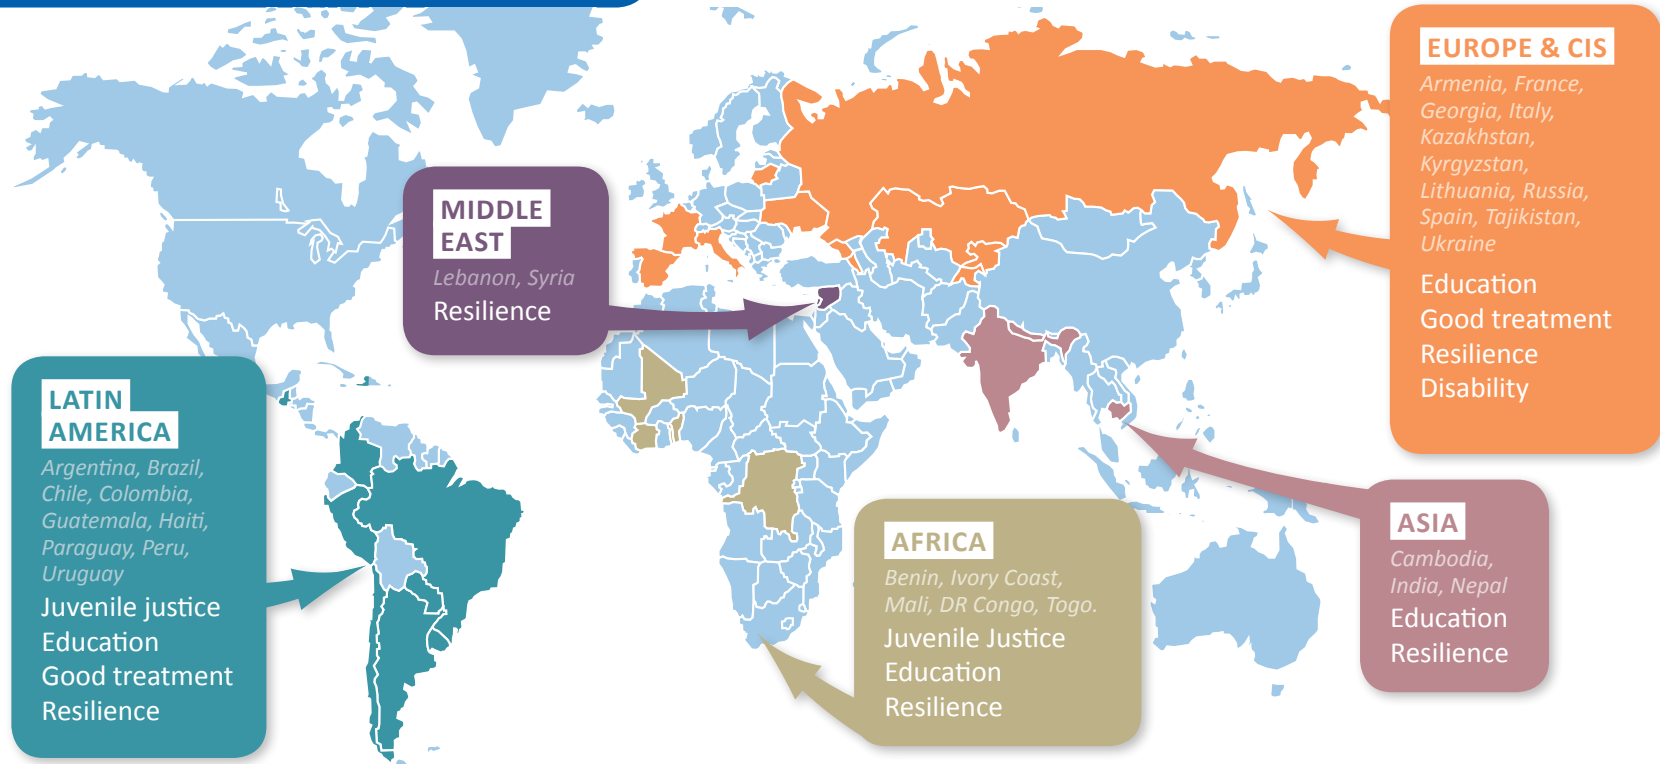 EUROPE & CIS
Armenia, France,
Georgia, Italy,
Kazakhstan,
Kyrgyzstan,
Lithuania, Russia,
Spain, Tajikistan,
Ukraine
Education
Good treatment
Resilience
Disability
MIDDLE
EAST
Lebanon, Syria
Resilience
LATIN
AMERICA
Argentina, Brazil,
Chile, Colombia,
Guatemala, Haiti,
Paraguay, Peru,
Uruguay
Juvenile justice
Education
Good treatment
Resilience
AFRICA
Benin, Ivory Coast,
Mali, DR Congo, Togo.
Juvenile Justice
Education
Resilience
ASIA
Cambodia,
India, Nepal
Education
Resilience